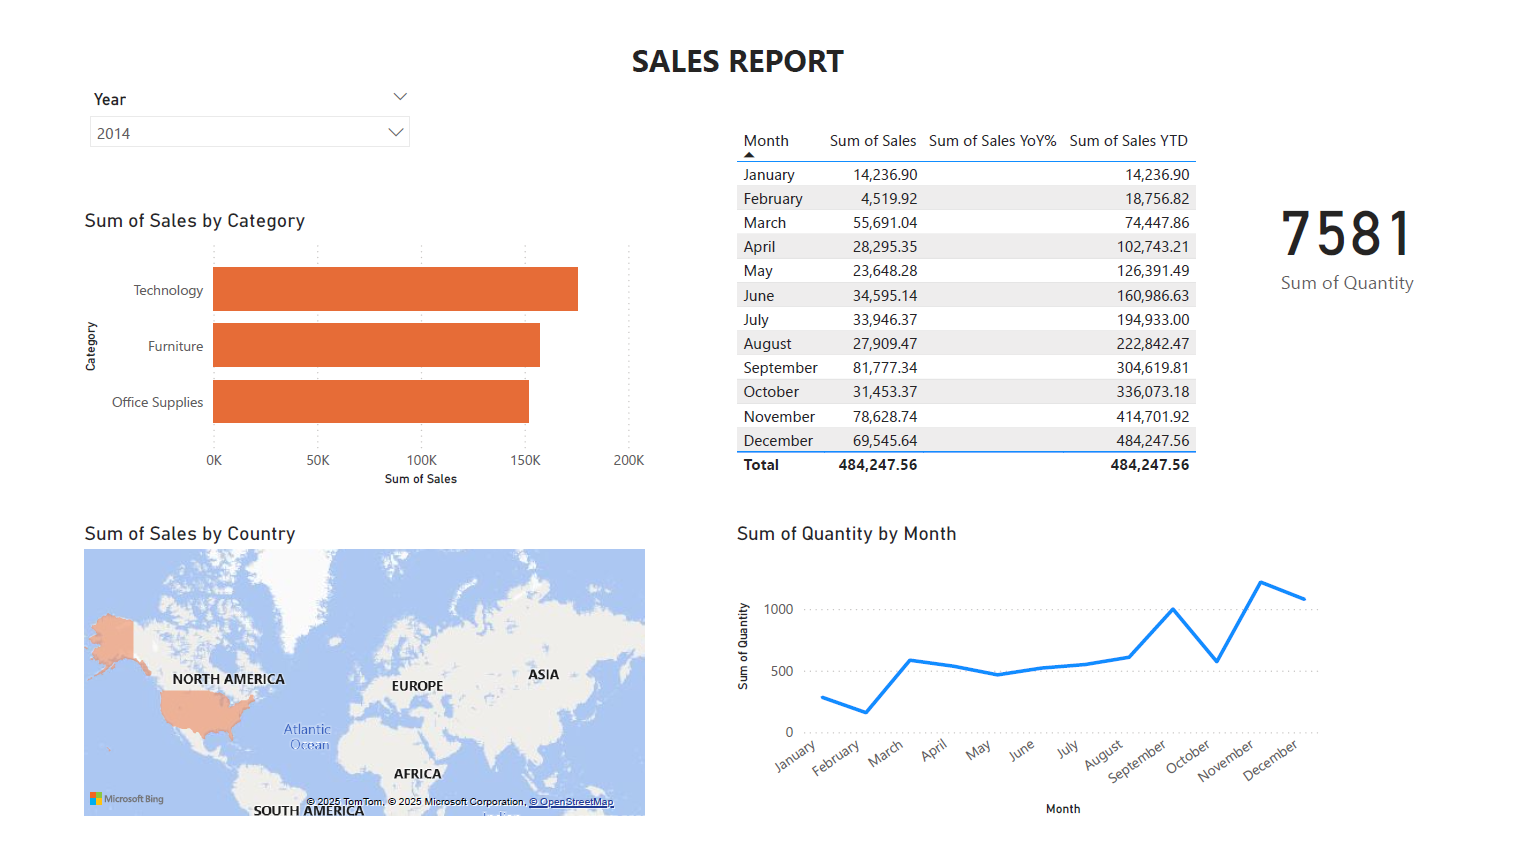 SALES REPORT
Year
2014
Sum of Sales by Category
Category
Technology
Furniture
Office Supplies
0K 50K 100K 150K 200K
Sum of Sales
Month Sum of Sales Sum of Sales YoY% Sum of Sales YTD
January 14,236.90 14,236.90
February 4,519.92 18,756.82
March 55,691.04 74,447.86
April 28,295.35 102,743.21
May 23,648.28 126,391.49
June 34,595.14 160,986.63
July 33,946.37 194,933.00
August 27,909.47 222,842.47
September 81,777.34 304,619.81
October 31,453.37 336,073.18
November 78,628.74 414,701.92
December 69,545.64 484,247.56
Total 484,247.56 484,247.56
7581
Sum of Quantity
Sum of Sales by Country
NORTH AMERICA
EUROPE
ASIA
Atlantic
Ocean
AFRICA
SOUTH AMERICA
Microsoft Bing
© 2025 TomTom, © 2025 Microsoft Corporation, © OpenStreetMap
Sum of Quantity by Month
Sum of Quantity
1000
500
0
January February March April May June July August September October November December
Month